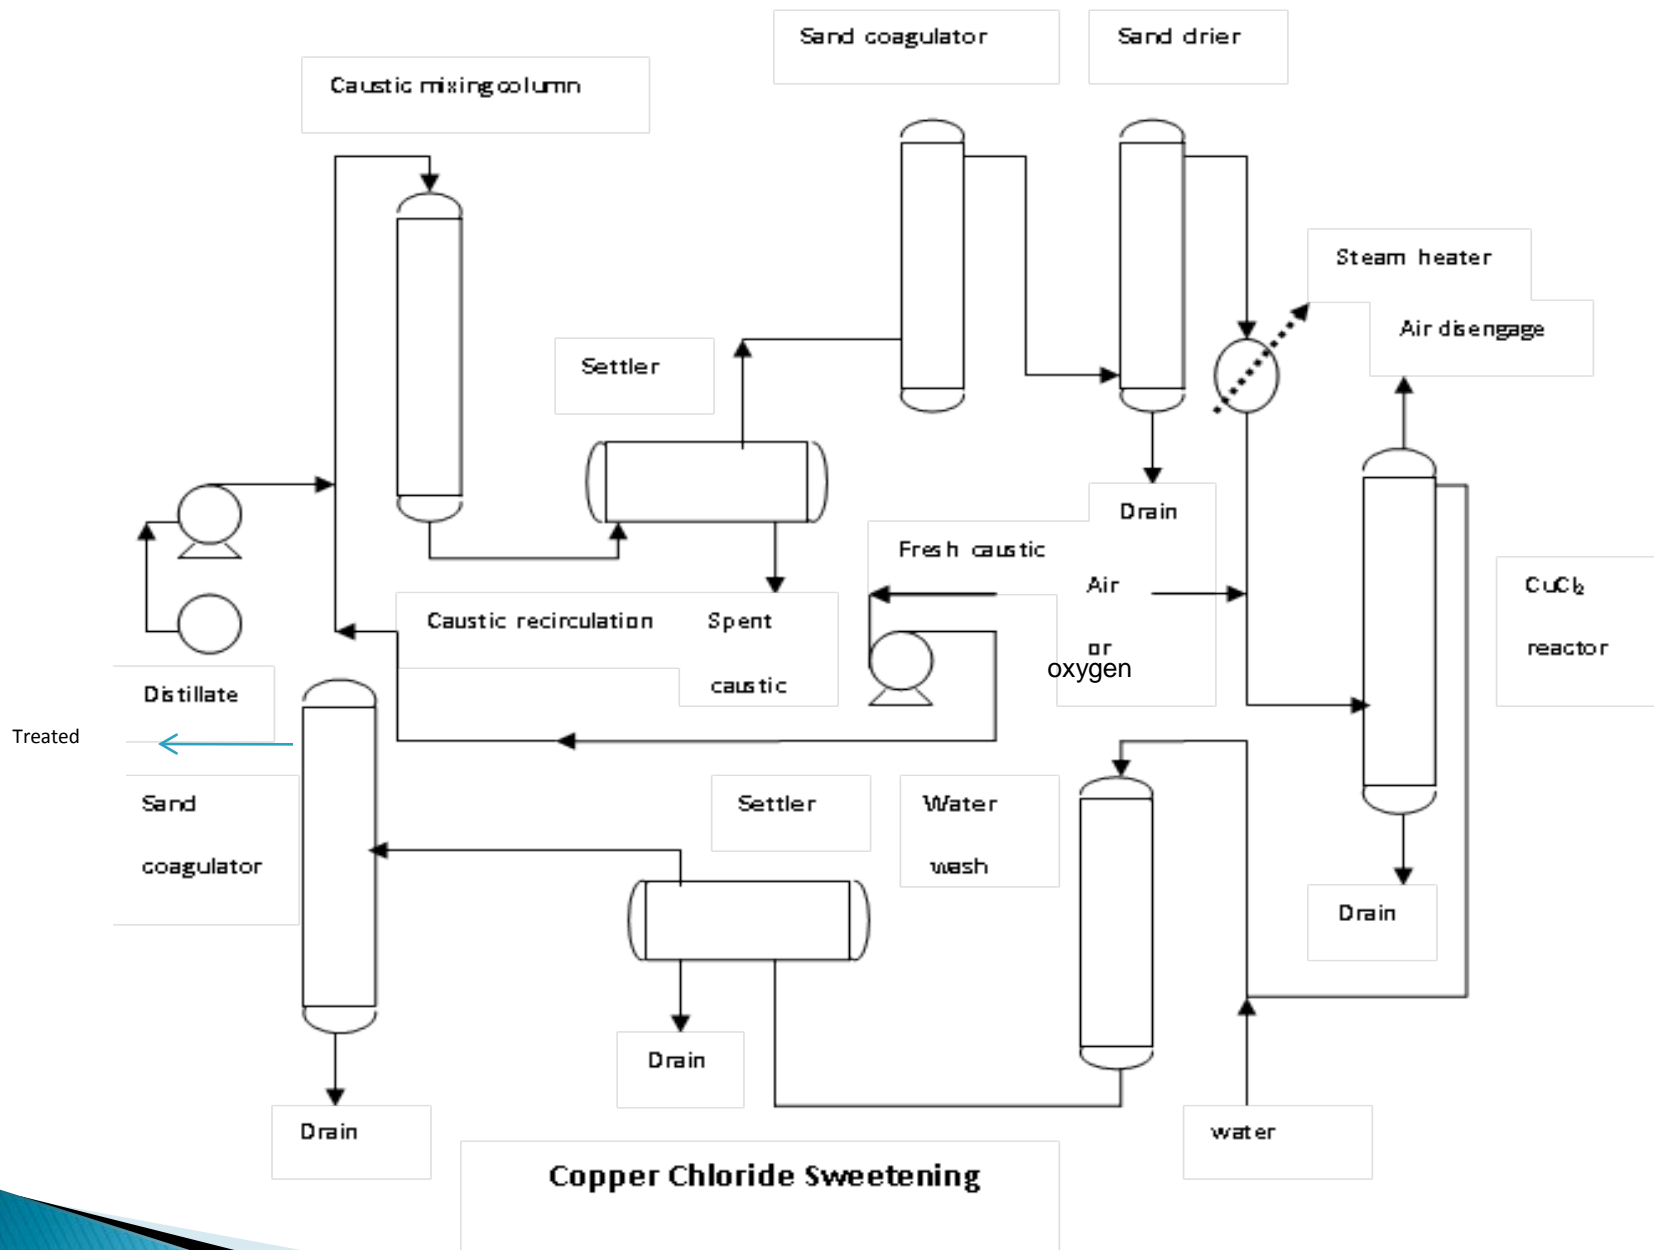 Sand coagulator
Sand drier
Caustic mixing column
Steam heater
Air disengage
Settler
Drain
Fresh caustic
Air
or
oxygen
CuCl₂
reactor
Caustic recirculation
Spent
caustic
Distillate
Treated
Sand
coagulator
Settler
Water
wash
Drain
Drain
Drain
water
Copper Chloride Sweetening